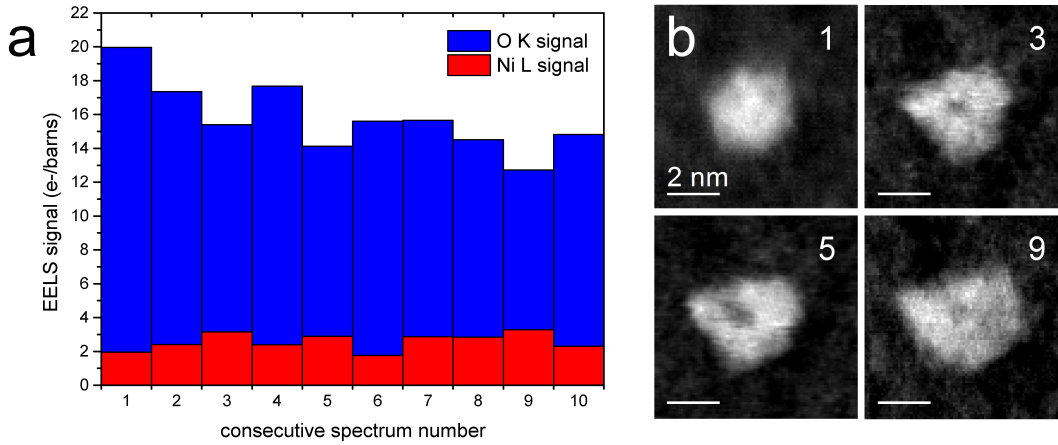 a
22
20
18
16
14
12
10
8
6
4
2
0
EELS signal (e-/barns)
O K signal
Ni L signal
1 2 3 4 5 6 7 8 9 10
consecutive spectrum number
b
1
2 nm
3
5
9